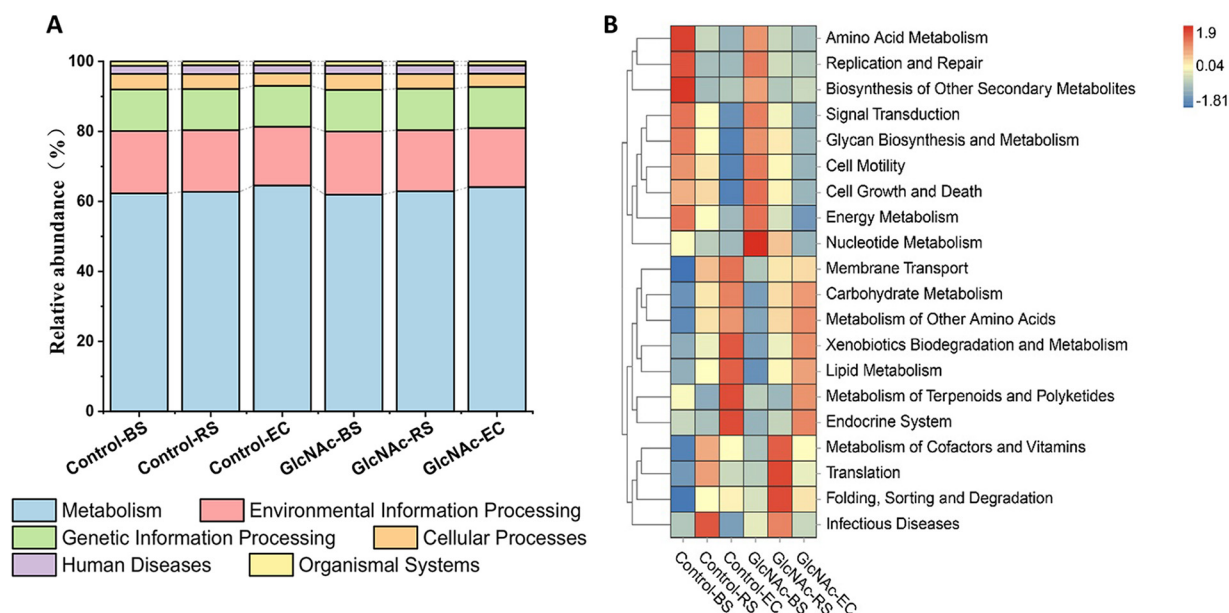 A
Relative abundance（%）
100
80
60
40
20
0
Control-BS
Control-RS
Control-EC
GlcNAc-BS
GlcNAc-RS
GlcNAc-EC
Metabolism
Environmental Information Processing
Genetic Information Processing
Cellular Processes
Human Diseases
Organismal Systems
B
Amino Acid Metabolism
Replication and Repair
Biosynthesis of Other Secondary Metabolites
Signal Transduction
Glycan Biosynthesis and Metabolism
Cell Motility
Cell Growth and Death
Energy Metabolism
Nucleotide Metabolism
Membrane Transport
Carbohydrate Metabolism
Metabolism of Other Amino Acids
Xenobiotics Biodegradation and Metabolism
Lipid Metabolism
Metabolism of Terpenoids and Polyketides
Endocrine System
Metabolism of Cofactors and Vitamins
Translation
Folding, Sorting and Degradation
Infectious Diseases
Control-BS
Control-RS
Control-EC
GlcNAc-BS
GlcNAc-RS
GlcNAc-EC
1.9
0.04
-1.81